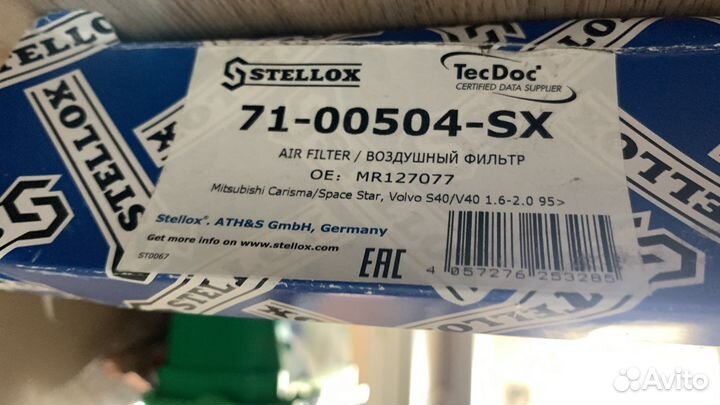 STELLOX
TecDoc
CERTIFIED DATA SUPPLIER
71-00504-SX
AIR FILTER / ВОЗДУШНЫЙ ФИЛЬТР
OE: MR127077
Mitsubishi Carisma/Space Star, Volvo S40/V40 1.6-2.0 95>
Stellox®. ATH&S GmbH, Germany
Get more info on www.stellox.com
ST0067
EAC
4 057276 253285
STELLOX
STELLOX
Avito